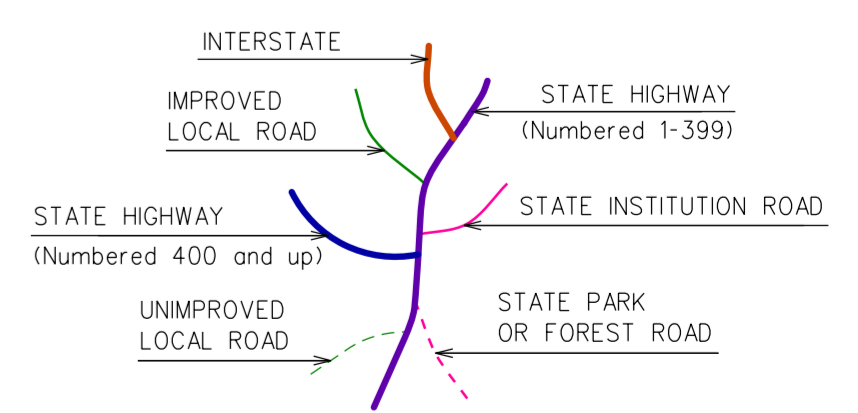 INTERSTATE
IMPROVED
LOCAL ROAD
STATE HIGHWAY
(Numbered 1-399)
STATE HIGHWAY
(Numbered 400 and up)
STATE INSTITUTION ROAD
UNIMPROVED
LOCAL ROAD
STATE PARK
OR FOREST ROAD